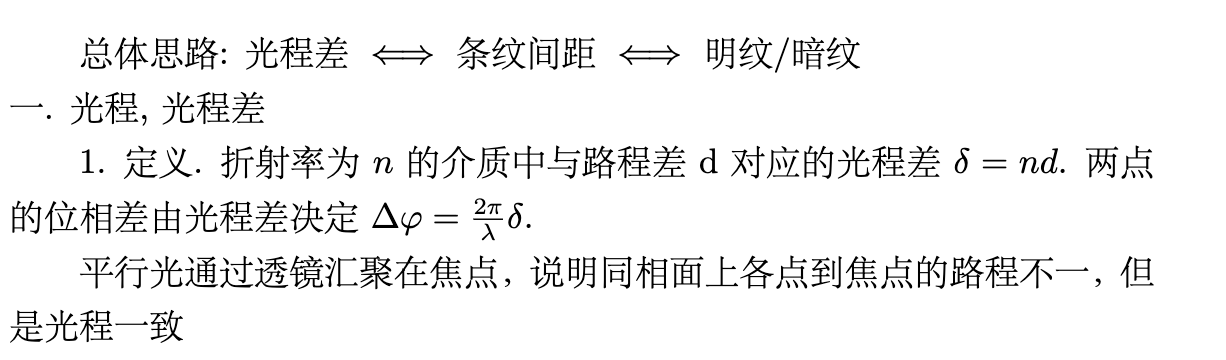 总体思路: 光程差 ⟺ 条纹间距 ⟺ 明纹/暗纹
一. 光程, 光程差
1. 定义. 折射率为 n 的介质中与路程差 d 对应的光程差 δ = nd. 两点
的位相差由光程差决定 Δφ = \frac{2π}{λ}δ.
平行光通过透镜汇聚在焦点，说明同相面上各点到焦点的路程不一，但
是光程一致